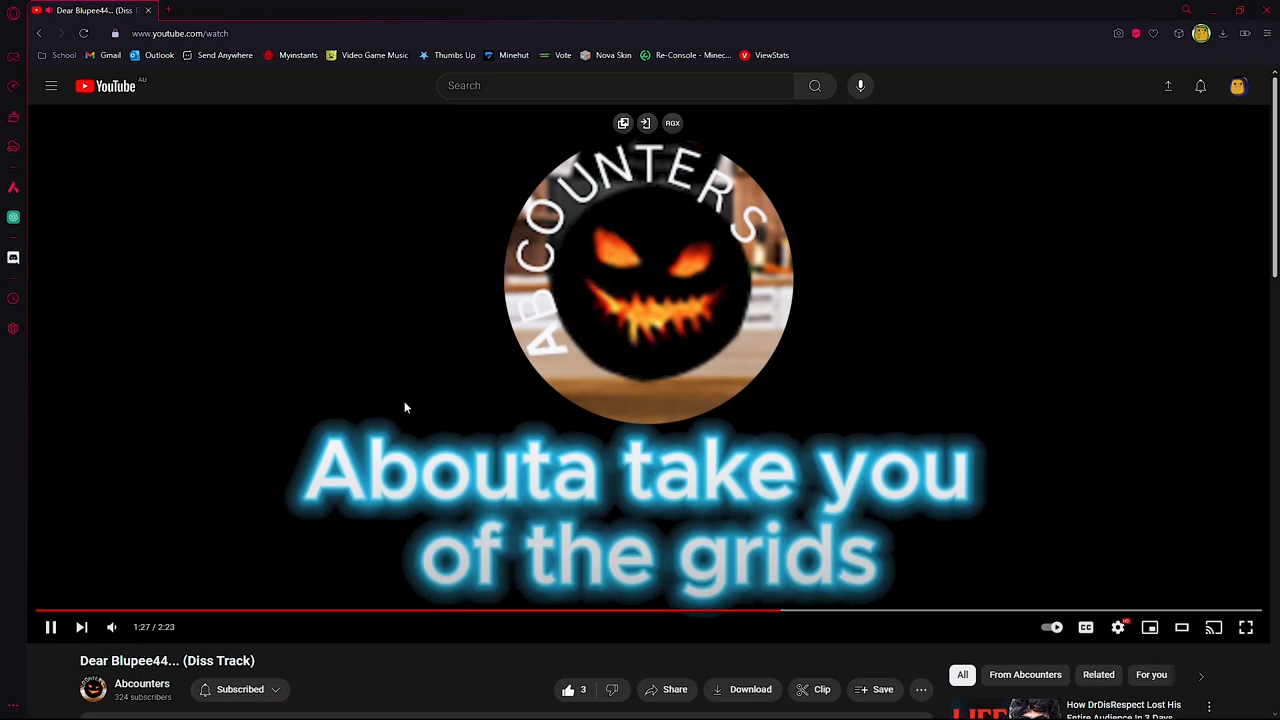 Dear Blupee44... (Diss Track)
www.youtube.com/watch
School
Gmail
Outlook
Send Anywhere
Myinstants
Video Game Music
Thumbs Up
Minehut
Vote
Nova Skin
Re-Console - Minec...
ViewStats
YouTube AU
Search
RGX
ABCOUNTERS
Abouta take you
of the grids
1:27 / 2:23
CC
HD
Dear Blupee44... (Diss Track)
Abcounters
324 subscribers
Subscribed
3
Share
Download
Clip
Save
All
From Abcounters
Related
For you
How DrDisRespect Lost His
Entire Audience In 3 Days